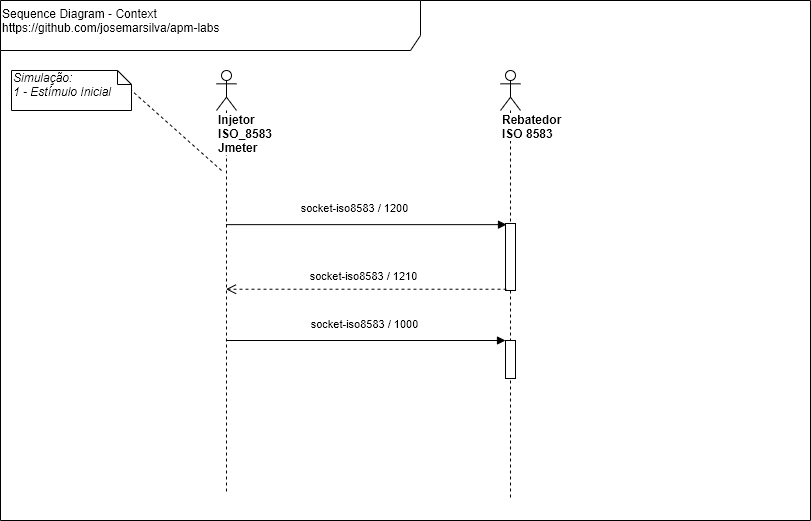 Sequence Diagram - Context
https://github.com/josemarsilva/apm-labs
Simulação:
1 - Estímulo Inicial
Injetor
ISO_8583
Jmeter
Rebatedor
ISO 8583
socket-iso8583 / 1200
socket-iso8583 / 1210
socket-iso8583 / 1000